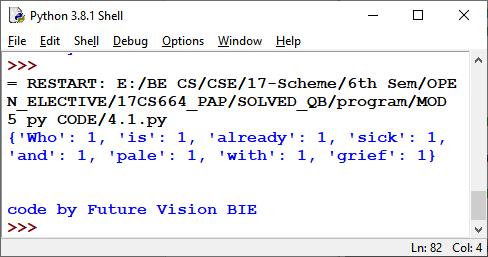 Python 3.8.1 Shell
File Edit Shell Debug Options Window Help
>>>
= RESTART: E:/BE CS/CSE/17-Scheme/6th Sem/OPE
N_ELECTIVE/17CS664_PAP/SOLVED_QB/program/MOD
5 py CODE/4.1.py
{'Who': 1, 'is': 1, 'already': 1, 'sick': 1,
'and': 1, 'pale': 1, 'with': 1, 'grief': 1}
code by Future Vision BIE
>>>
Ln: 82 Col: 4